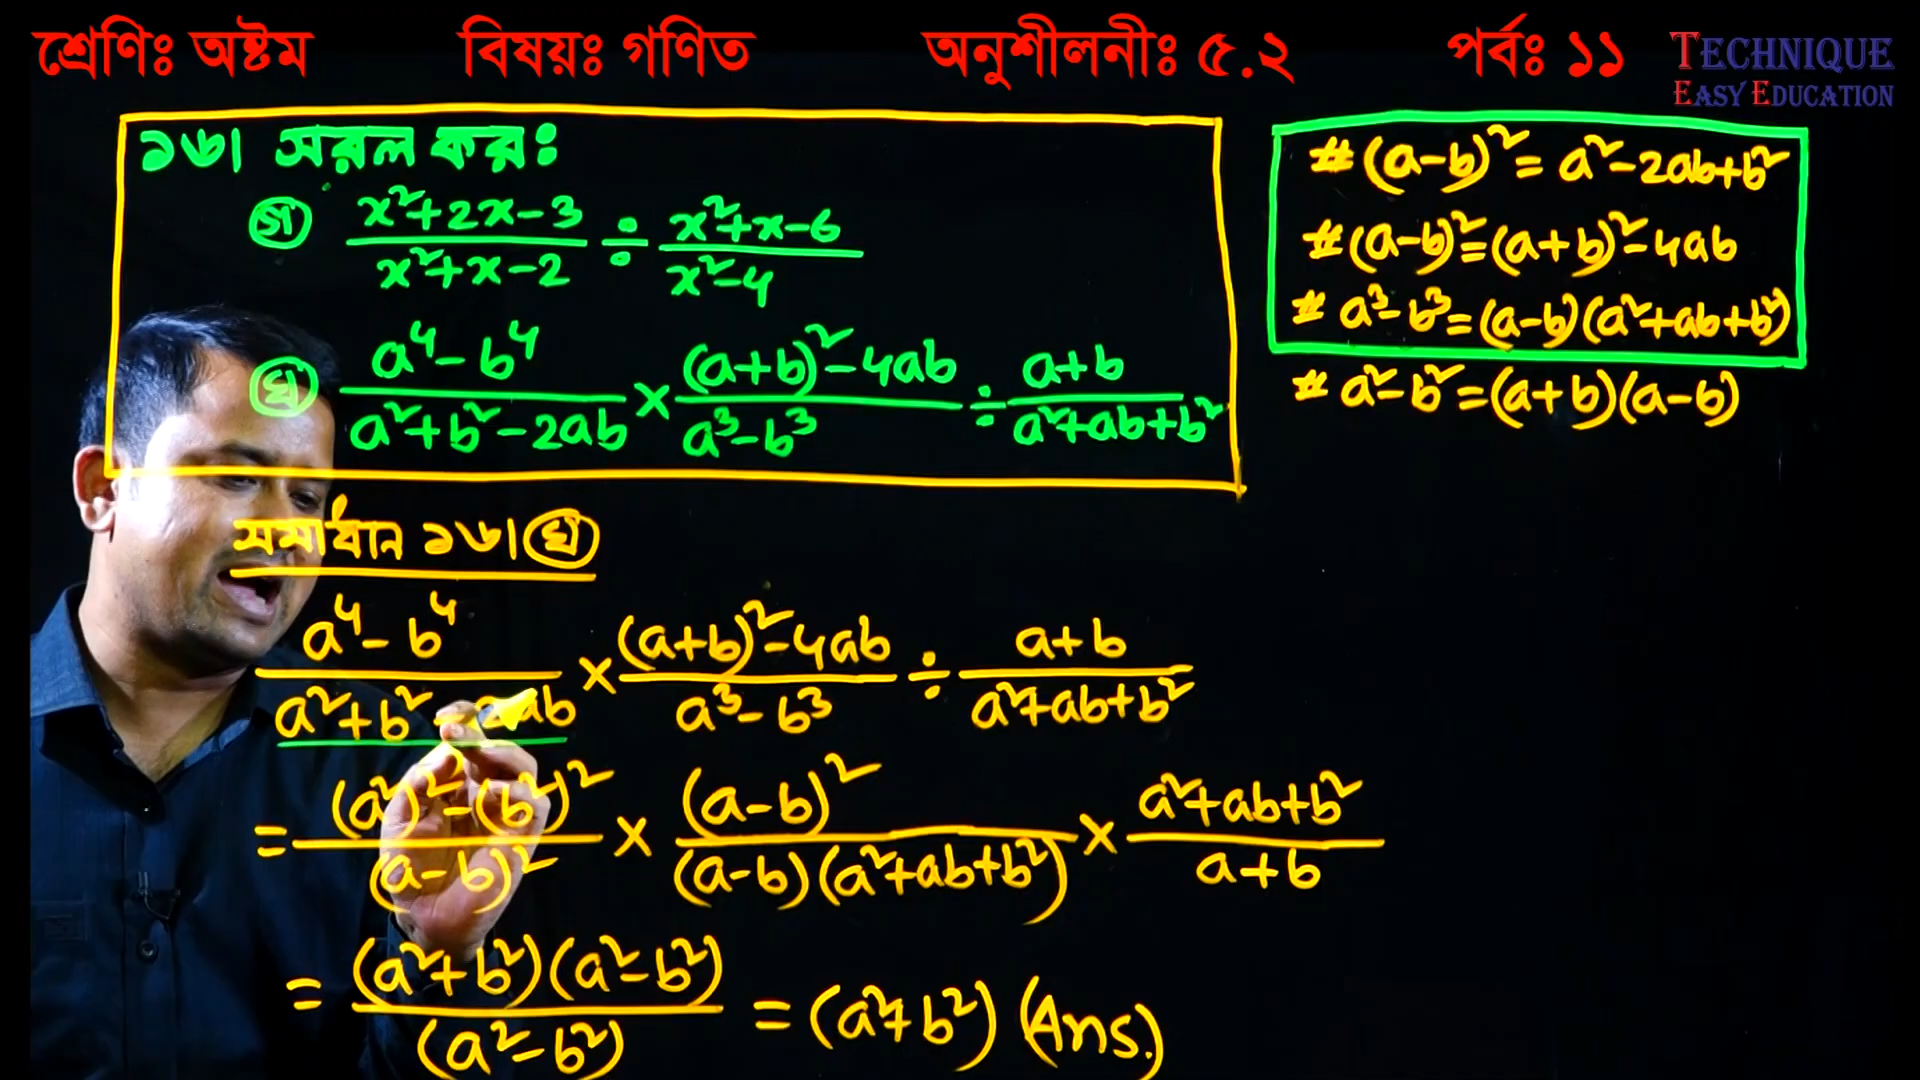 শ্রেণিঃ অষ্টম বিষয়ঃ গণিত অনুশীলনীঃ ৫.২ পর্বঃ ১১
TECHNIQUE
EASY EDUCATION
১৬। সরল করঃ
গ (x²+2x-3)/(x²+x-2) ÷ (x²+x-6)/(x²-4)
ঘ (a⁴-b⁴)/(a²+b²-2ab) × ((a+b)²-4ab)/(a³-b³) ÷ (a+b)/(a²+ab+b²)
# (a-b)² = a²-2ab+b²
# (a-b)² = (a+b)²-4ab
# a³-b³ = (a-b)(a²+ab+b²)
# a²-b² = (a+b)(a-b)
সমাধান ১৬। ঘ
(a⁴-b⁴)/(a²+b²-2ab) × ((a+b)²-4ab)/(a³-b³) ÷ (a+b)/(a²+ab+b²)
= ((a²)²-(b²)²)/(a-b)² × (a-b)²/((a-b)(a²+ab+b²)) × (a²+ab+b²)/(a+b)
= ((a²+b²)(a²-b²))/(a²-b²) = (a²+b²) (Ans.)